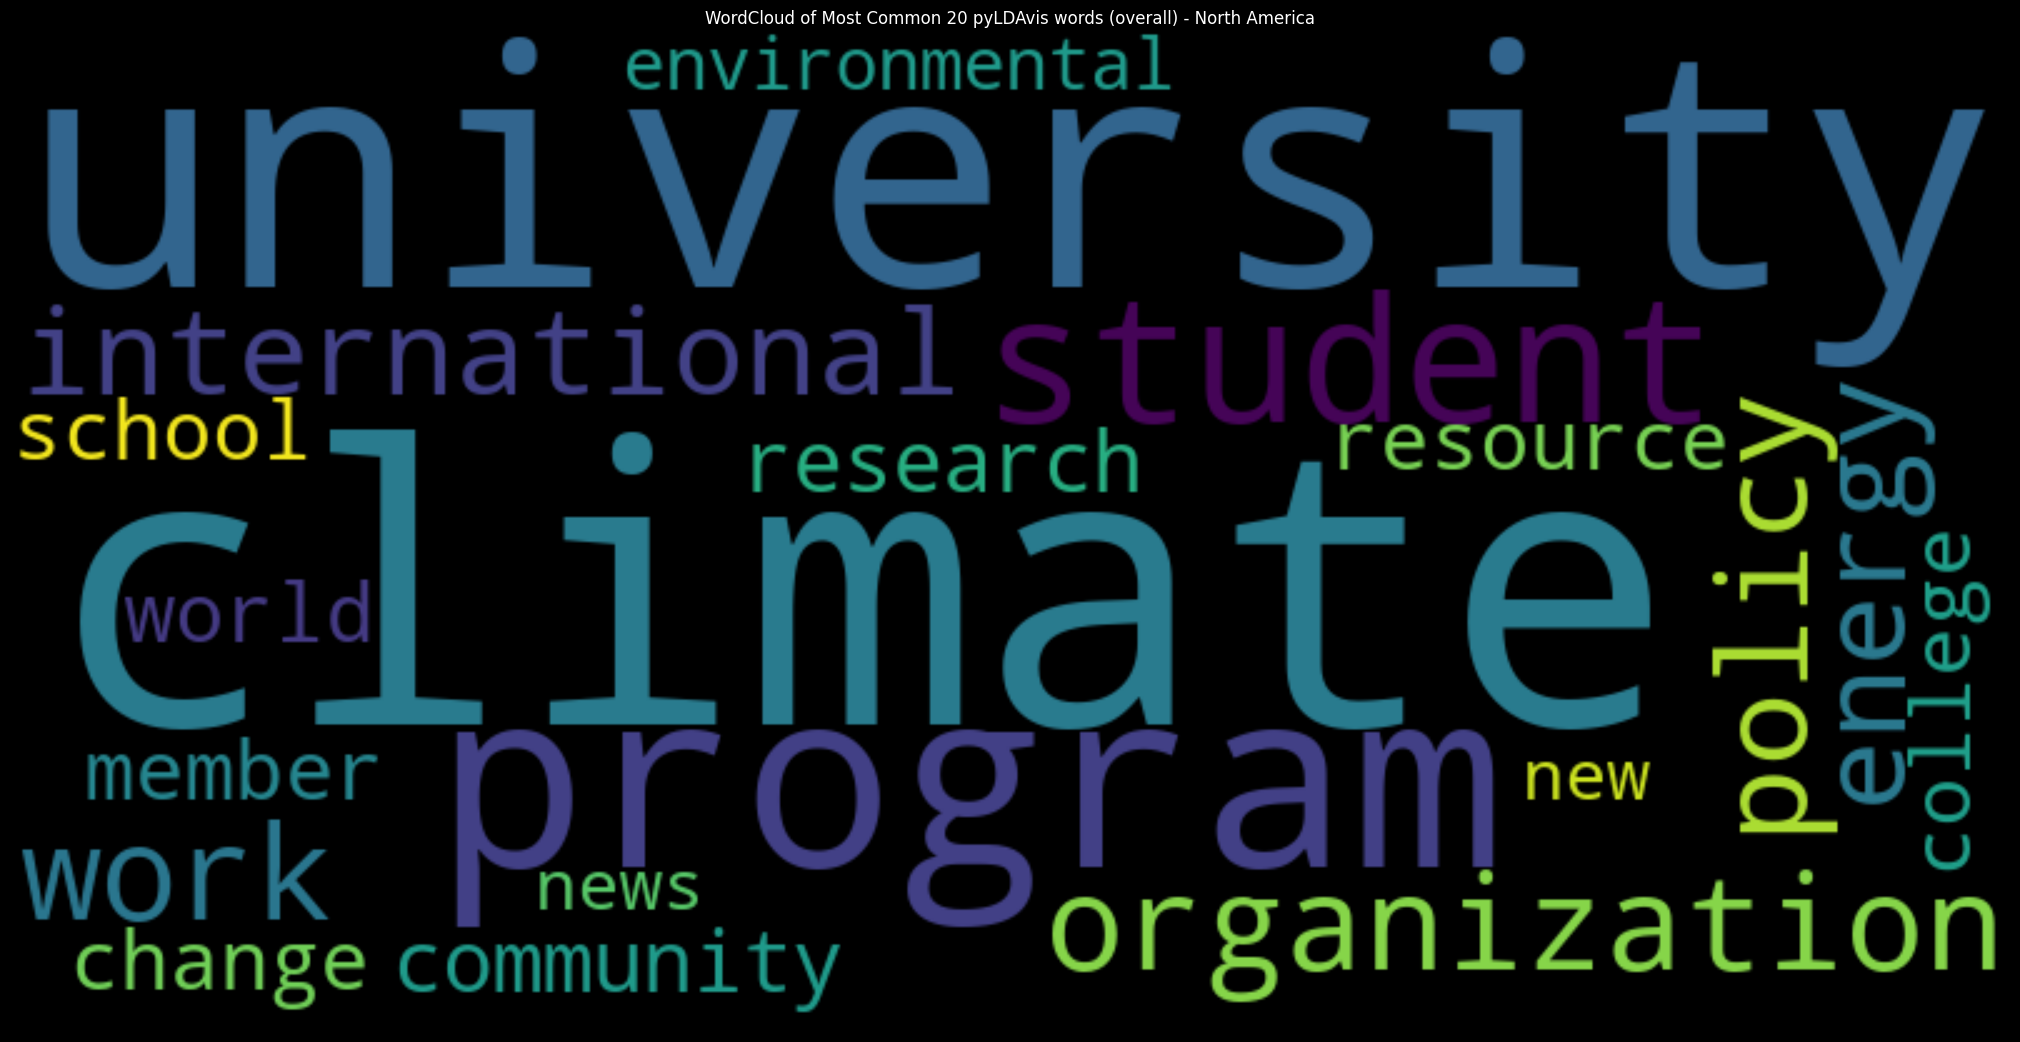 WordCloud of Most Common 20 pyLDAvis words (overall) - North America
environmental
university
international
student
school
research
resource
policy
energy
college
climate
world
member
program
new
work
news
organization
change
community